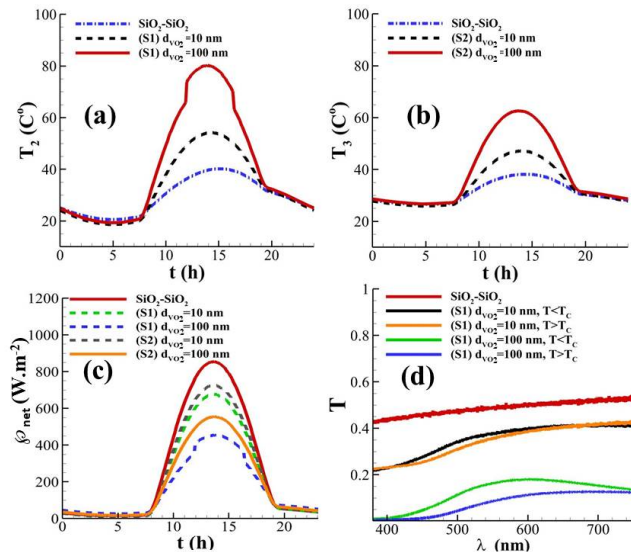 SiO₂-SiO₂
(S1) d_VO₂=10 nm
(S1) d_VO₂=100 nm
100
80
60
40
20
T₂ (C°)
(a)
0 5 10 15 20
t (h)
SiO₂-SiO₂
(S2) d_VO₂=10 nm
(S2) d_VO₂=100 nm
100
80
60
40
20
T₃ (C°)
(b)
0 5 10 15 20
t (h)
SiO₂-SiO₂
(S1) d_VO₂=10 nm
(S1) d_VO₂=100 nm
(S2) d_VO₂=10 nm
(S2) d_VO₂=100 nm
1200
1000
800
600
400
200
0
℘net (W.m⁻²)
(c)
0 5 10 15 20
t (h)
SiO₂-SiO₂
(S1) d_VO₂=10 nm, T<T_C
(S1) d_VO₂=10 nm, T>T_C
(S1) d_VO₂=100 nm, T<T_C
(S1) d_VO₂=100 nm, T>T_C
1
0.8
0.6
0.4
0.2
0
T
(d)
400 500 600 700
λ (nm)